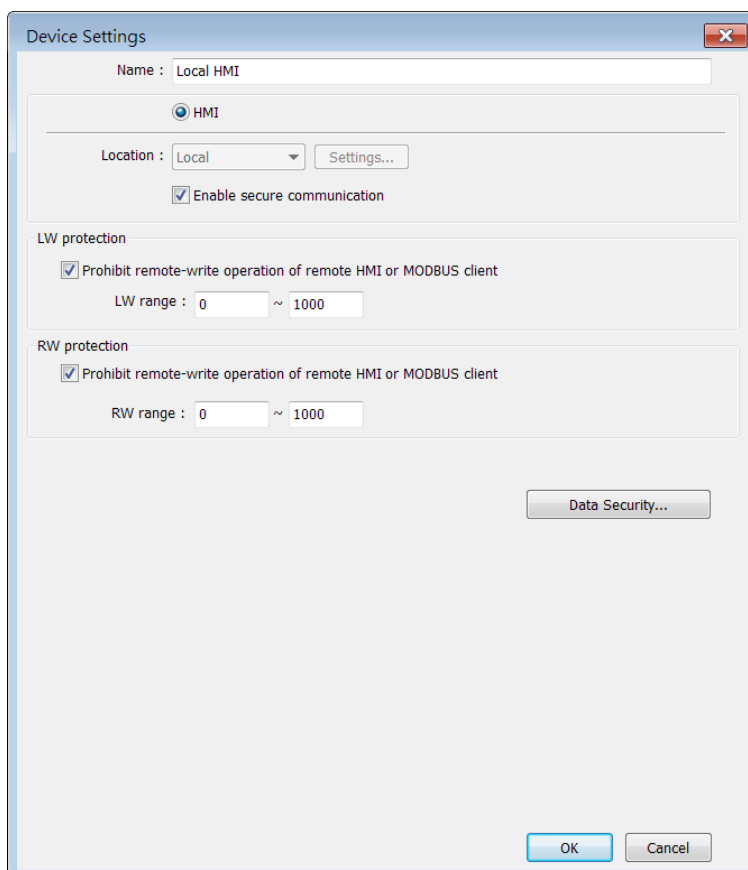 Device Settings
Name : Local HMI
HMI
Location : Local Settings...
Enable secure communication
LW protection
Prohibit remote-write operation of remote HMI or MODBUS client
LW range : 0 ~ 1000
RW protection
Prohibit remote-write operation of remote HMI or MODBUS client
RW range : 0 ~ 1000
Data Security...
OK Cancel